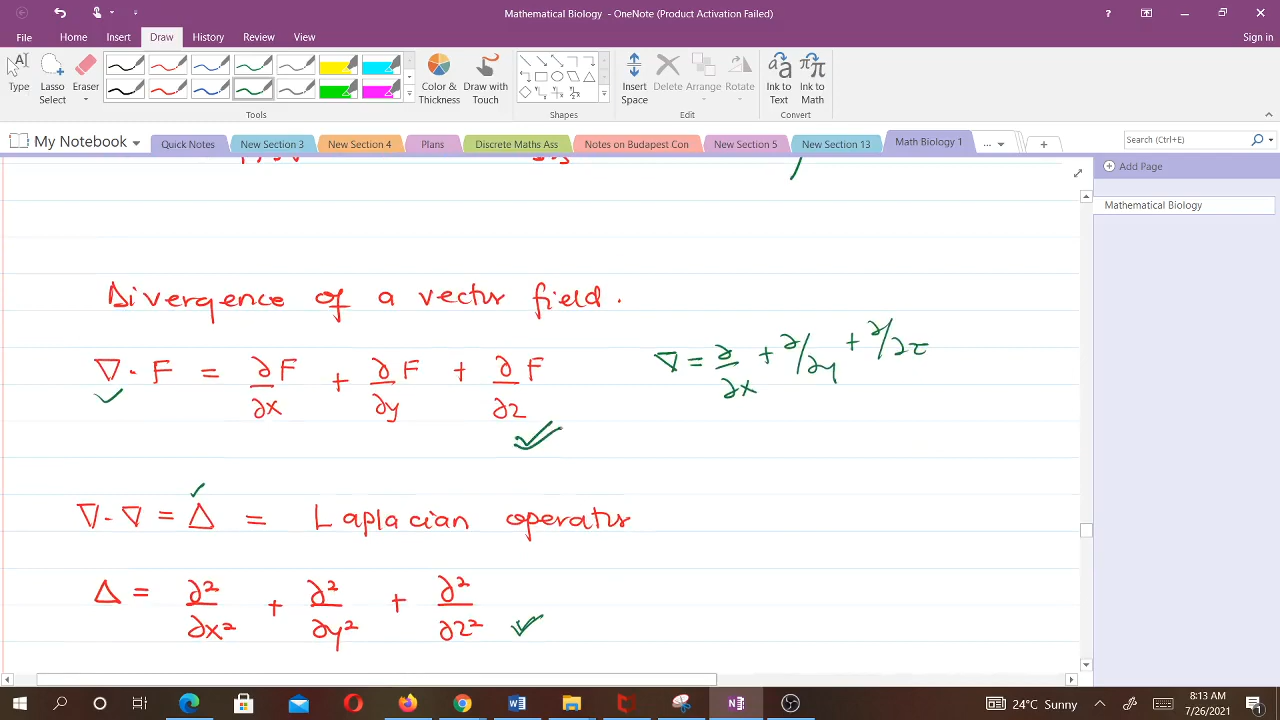 Mathematical Biology - OneNote (Product Activation Failed)
File Home Insert Draw History Review View Sign in
Type Lasso Select Eraser Color & Thickness Draw with Touch Insert Space Delete Arrange Rotate Ink to Text Ink to Math
Tools Shapes Edit Convert
My Notebook Quick Notes New Section 3 New Section 4 Plans Discrete Maths Ass Notes on Budapest Con New Section 5 New Section 13 Math Biology 1 ... Search (Ctrl+E)
Add Page
Mathematical Biology
Divergence of a vector field.
∇ · F = ∂F/∂x + ∂F/∂y + ∂F/∂z
∇ = ∂/∂x + ∂/∂y + ∂/∂z
∇ · ∇ = Δ = Laplacian operator
Δ = ∂²/∂x² + ∂²/∂y² + ∂²/∂z²
24°C Sunny 8:13 AM
7/26/2021